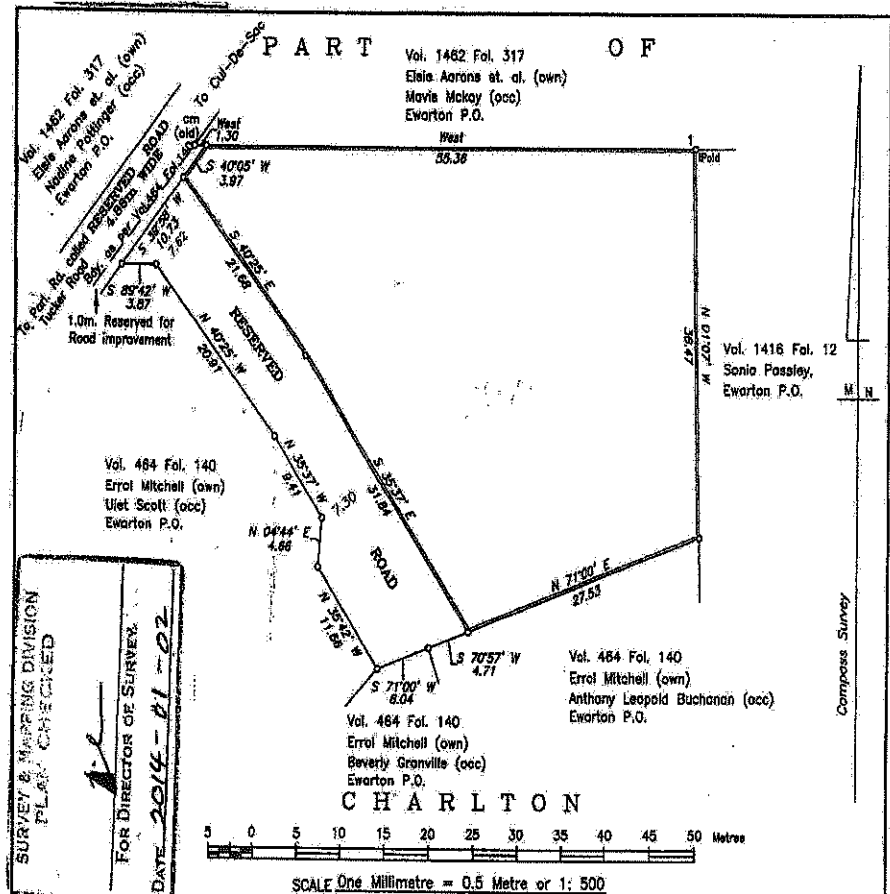 PART OF
Vol. 1462 Fol. 317
Elsie Aarons et. al. (own)
Nadine Pottinger (occ)
Ewarton P.O.
Vol. 1462 Fol. 317
Elsie Aarons et. al. (own)
Mavis Mckay (occ)
Ewarton P.O.
To Cul-De-Sac
To Part. Rd. called RESERVED ROAD
Tucker Road 4.88m WIDE
Bdy. as per Vol.464 Fol.140
cm
(old)
West
1.30
West
55.38
1
IPold
S 40°05' W
3.97
S 39°58' W
10.73
7.62
S 89°42' W
3.87
1.0m. Reserved for
Road improvement
S 40°25' E
21.68
RESERVED
N 40°25' W
20.91
N 01°07' W
36.47
Vol. 1416 Fol. 12
Sonia Passley,
Ewarton P.O.
M N
Vol. 464 Fol. 140
Errol Mitchell (own)
Uiet Scott (occ)
Ewarton P.O.
N 35°37' W
9.41
7.30
S 35°37' E
31.84
N 04°44' E
4.66
ROAD
N 35°42' W
11.66
N 71°00' E
27.53
S 70°57' W
4.71
S 71°00' W
6.04
Vol. 464 Fol. 140
Errol Mitchell (own)
Anthony Leopold Buchanan (occ)
Ewarton P.O.
Vol. 464 Fol. 140
Errol Mitchell (own)
Beverly Granville (occ)
Ewarton P.O.
Compass Survey
SURVEY & MAPPING DIVISION
PLAN CHECKED
FOR DIRECTOR OF SURVEY.
DATE 2014-01-02
CHARLTON
5 0 5 10 15 20 25 30 35 40 45 50 Metres
SCALE One Millimetre = 0.5 Metre or 1: 500